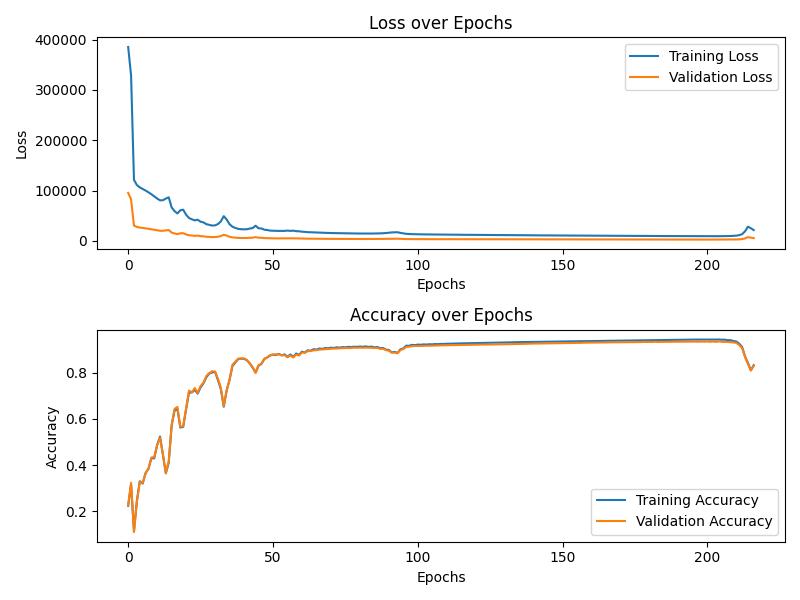 Loss over Epochs
400000
300000
200000
100000
0
Loss
Training Loss
Validation Loss
0 50 100 150 200
Epochs
Accuracy over Epochs
0.8
0.6
0.4
0.2
Accuracy
Training Accuracy
Validation Accuracy
0 50 100 150 200
Epochs